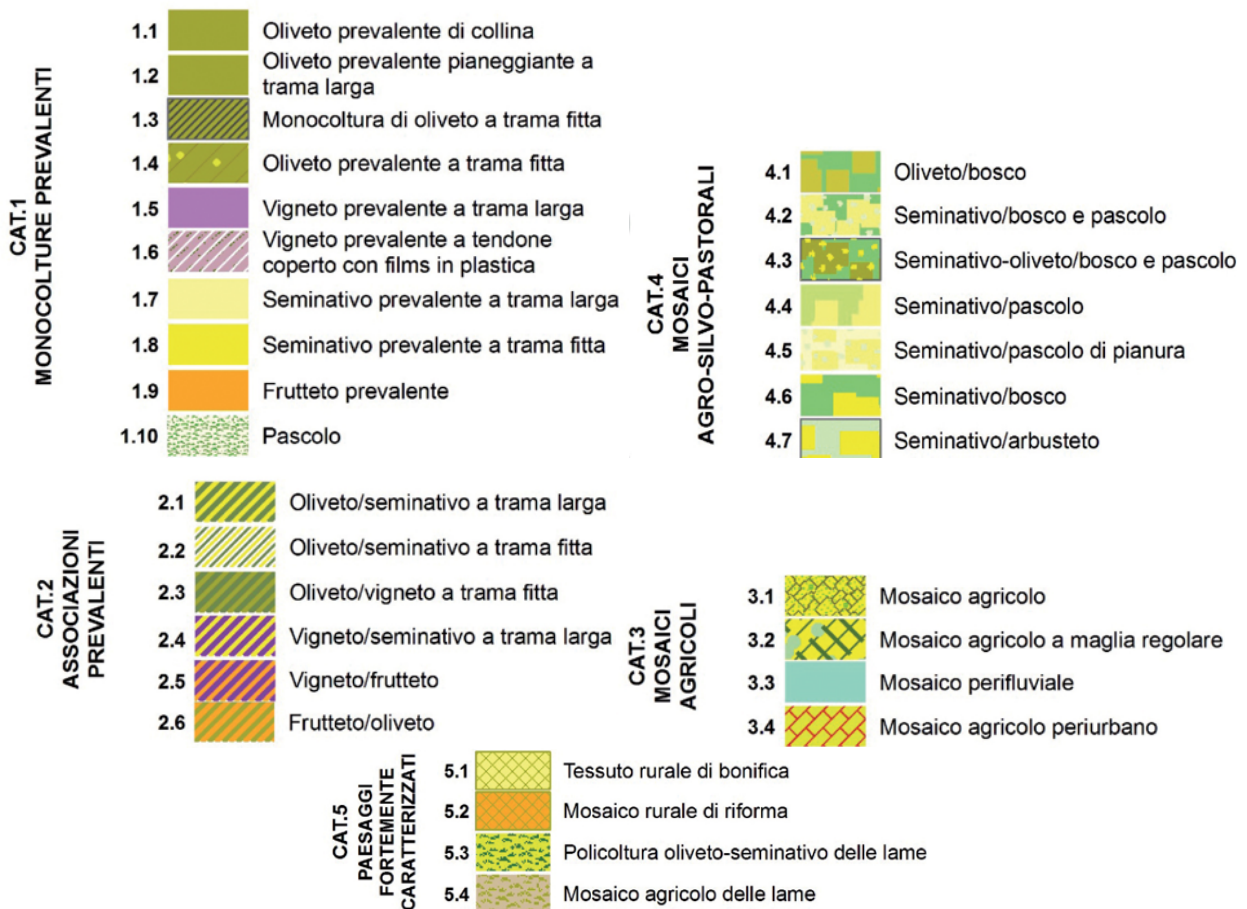 CAT.1
MONOCOLTURE PREVALENTI
1.1 Oliveto prevalente di collina
1.2 Oliveto prevalente pianeggiante a
trama larga
1.3 Monocoltura di oliveto a trama fitta
1.4 Oliveto prevalente a trama fitta
1.5 Vigneto prevalente a trama larga
1.6 Vigneto prevalente a tendone
coperto con films in plastica
1.7 Seminativo prevalente a trama larga
1.8 Seminativo prevalente a trama fitta
1.9 Frutteto prevalente
1.10 Pascolo
CAT.4
MOSAICI
AGRO-SILVO-PASTORALI
4.1 Oliveto/bosco
4.2 Seminativo/bosco e pascolo
4.3 Seminativo-oliveto/bosco e pascolo
4.4 Seminativo/pascolo
4.5 Seminativo/pascolo di pianura
4.6 Seminativo/bosco
4.7 Seminativo/arbusteto
CAT.2
ASSOCIAZIONI
PREVALENTI
2.1 Oliveto/seminativo a trama larga
2.2 Oliveto/seminativo a trama fitta
2.3 Oliveto/vigneto a trama fitta
2.4 Vigneto/seminativo a trama larga
2.5 Vigneto/frutteto
2.6 Frutteto/oliveto
CAT.3
MOSAICI
AGRICOLI
3.1 Mosaico agricolo
3.2 Mosaico agricolo a maglia regolare
3.3 Mosaico perifluviale
3.4 Mosaico agricolo periurbano
CAT.5
PAESAGGI
FORTEMENTE
CARATTERIZZATI
5.1 Tessuto rurale di bonifica
5.2 Mosaico rurale di riforma
5.3 Policoltura oliveto-seminativo delle lame
5.4 Mosaico agricolo delle lame